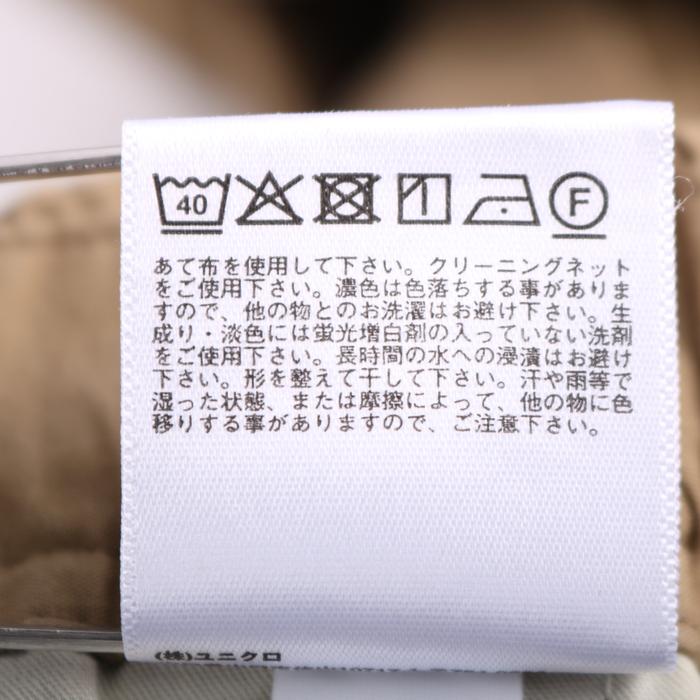 40
F
あて布を使用して下さい。クリーニングネット
をご使用下さい。濃色は色落ちする事がありま
すので、他の物とのお洗濯はお避け下さい。生
成り・淡色には蛍光増白剤の入っていない洗剤
をご使用下さい。長時間の水への浸漬はお避け
下さい。形を整えて干して下さい。汗や雨等で
湿った状態、または摩擦によって、他の物に色
移りする事がありますので、ご注意下さい。
(株)ユニクロ